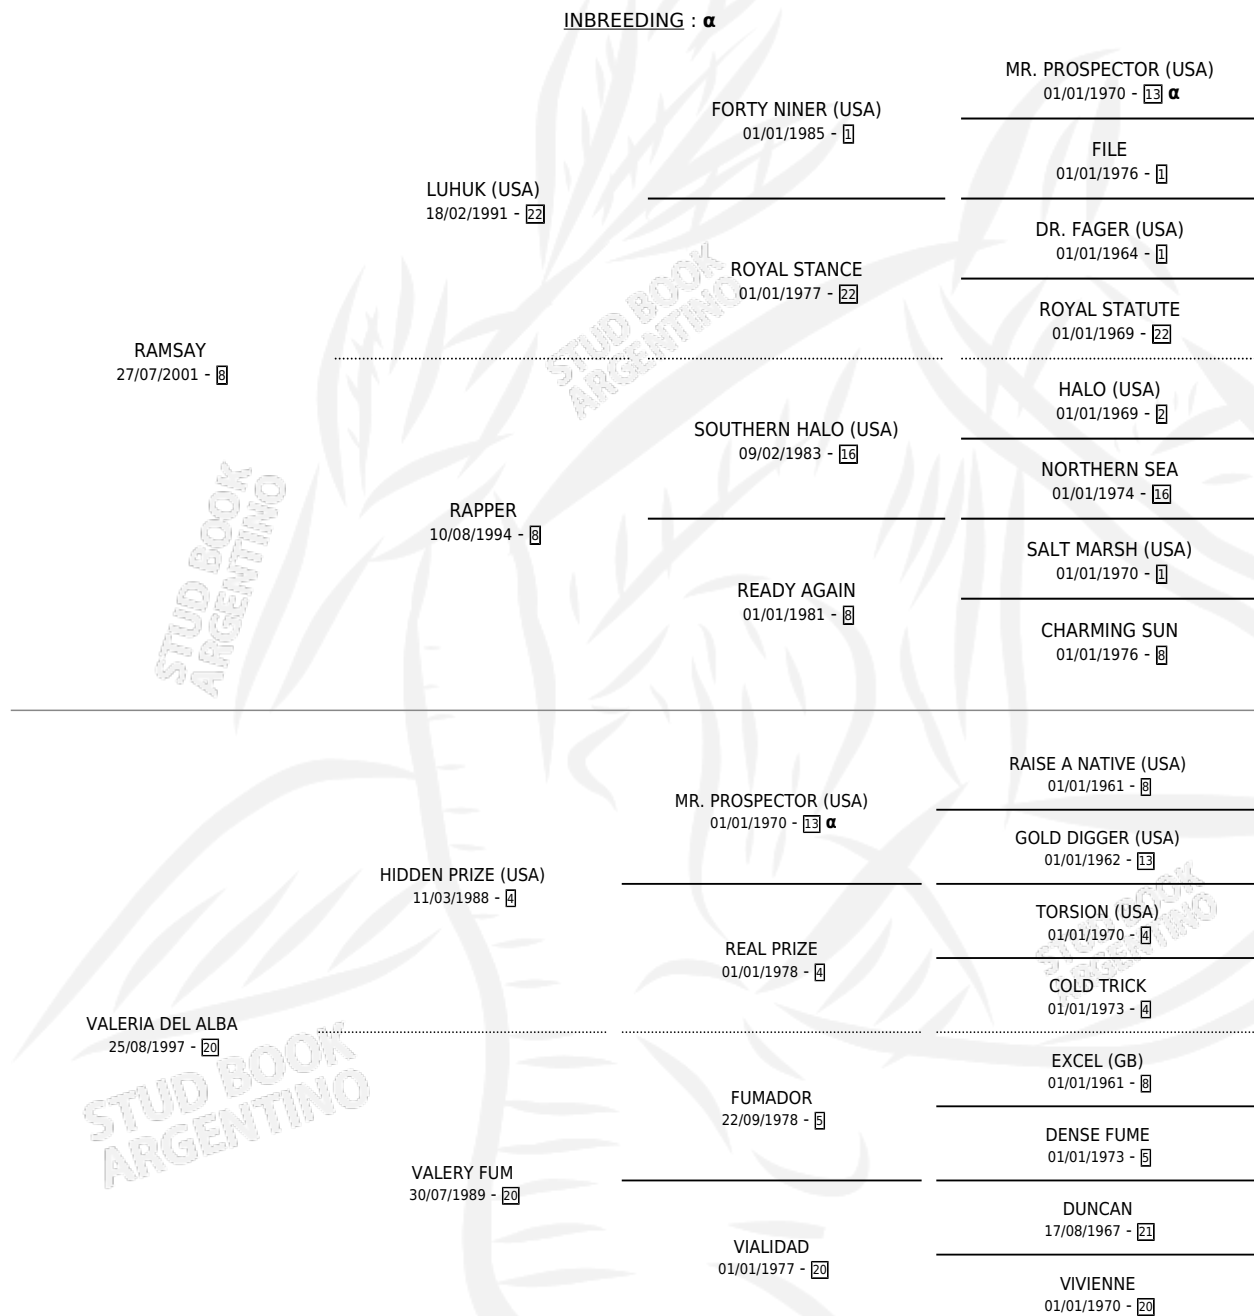 INBREEDING : α
MR. PROSPECTOR (USA)
01/01/1970 - 13 α
FORTY NINER (USA)
01/01/1985 - 1
FILE
01/01/1976 - 1
LUHUK (USA)
18/02/1991 - 22
DR. FAGER (USA)
01/01/1964 - 1
ROYAL STANCE
01/01/1977 - 22
ROYAL STATUTE
01/01/1969 - 22
RAMSAY
27/07/2001 - 8
HALO (USA)
01/01/1969 - 2
SOUTHERN HALO (USA)
09/02/1983 - 16
NORTHERN SEA
01/01/1974 - 16
RAPPER
10/08/1994 - 8
SALT MARSH (USA)
01/01/1970 - 1
READY AGAIN
01/01/1981 - 8
CHARMING SUN
01/01/1976 - 8
RAISE A NATIVE (USA)
01/01/1961 - 8
MR. PROSPECTOR (USA)
01/01/1970 - 13 α
GOLD DIGGER (USA)
01/01/1962 - 13
HIDDEN PRIZE (USA)
11/03/1988 - 4
TORSION (USA)
01/01/1970 - 4
REAL PRIZE
01/01/1978 - 4
COLD TRICK
01/01/1973 - 4
VALERIA DEL ALBA
25/08/1997 - 20
EXCEL (GB)
01/01/1961 - 8
FUMADOR
22/09/1978 - 5
DENSE FUME
01/01/1973 - 5
VALERY FUM
30/07/1989 - 20
DUNCAN
17/08/1967 - 21
VIALIDAD
01/01/1977 - 20
VIVIENNE
01/01/1970 - 20
STUD BOOK
ARGENTINO
STUD BOOK
ARGENTINO
STUD BOOK
ARGENTINO
STUD BOOK
ARGENTINO